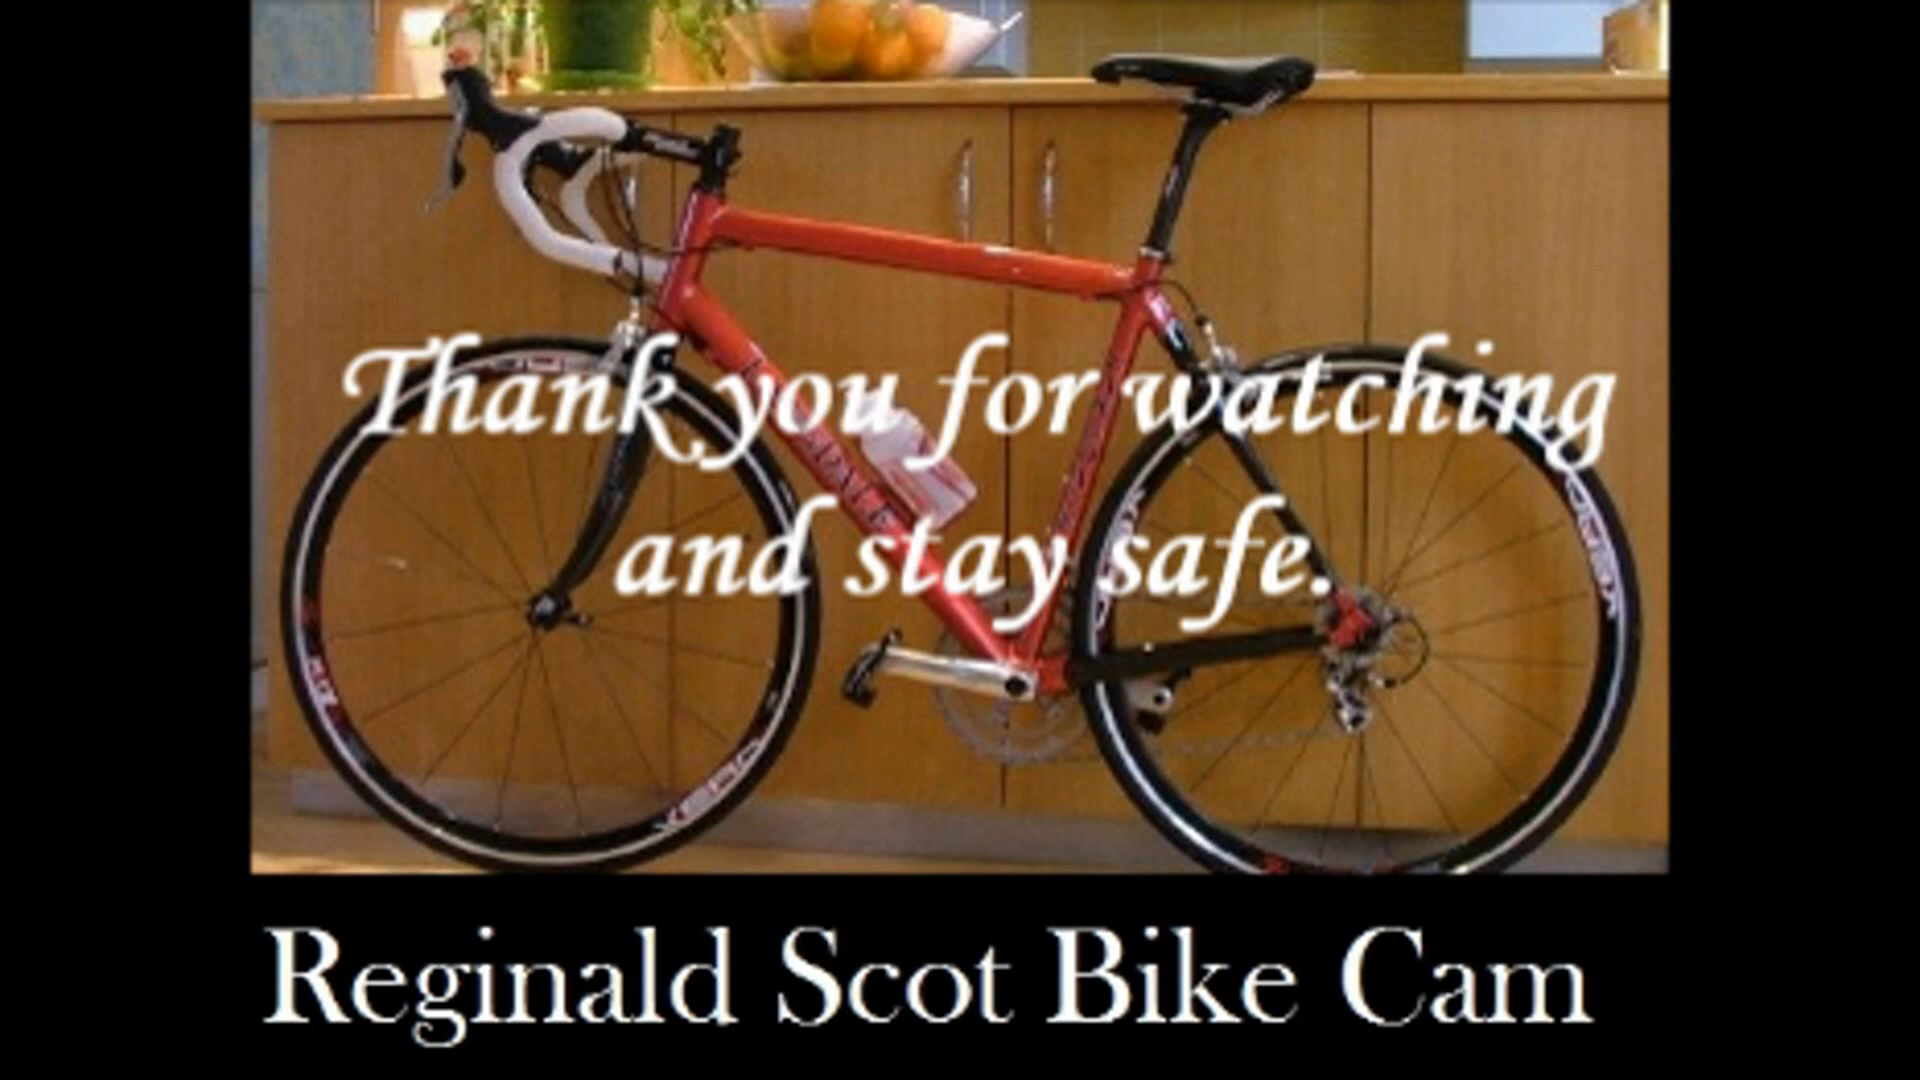 Thank you for watching
and stay safe.
Reginald Scot Bike Cam